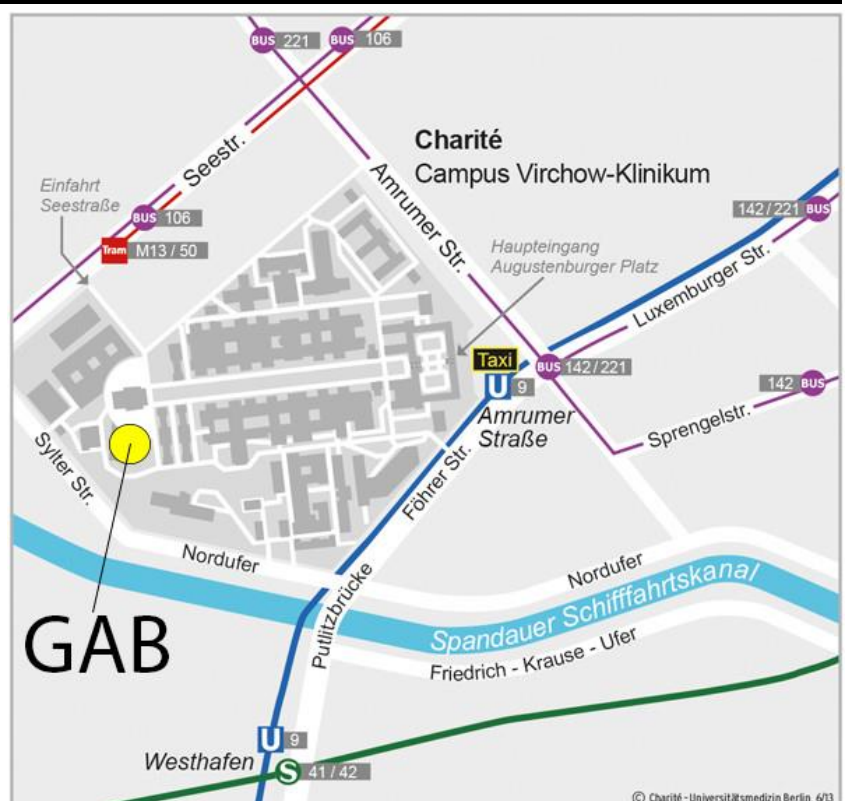 BUS 221
BUS 106
Charité
Campus Virchow-Klinikum
Seestr.
Amrumer Str.
Einfahrt
Seestraße
BUS 106
Tram M13 / 50
142 / 221 BUS
Haupteingang
Augustenburger Platz
Luxemburger Str.
Taxi
U 9
BUS 142 / 221
Amrumer
Straße
142 BUS
Sprengelstr.
Sylter Str.
Föhrer Str.
Nordufer
Nordufer
Putlitzbrücke
Spandauer Schifffahrtskanal
Friedrich - Krause - Ufer
GAB
U 9
Westhafen
S 41 / 42
© Charité - Universitätsmedizin Berlin 6/13